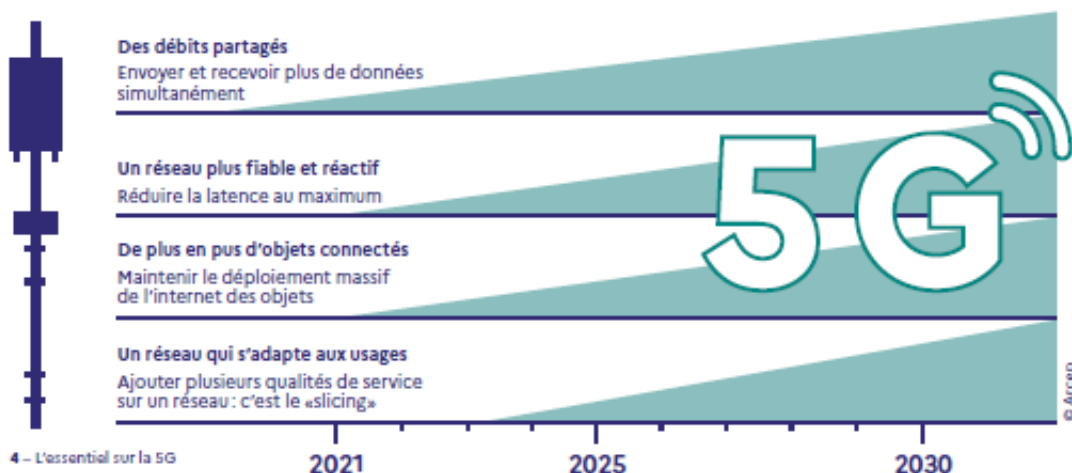 Des débits partagés
Envoyer et recevoir plus de données
simultanément
Un réseau plus fiable et réactif
Réduire la latence au maximum
De plus en pus d'objets connectés
Maintenir le déploiement massif
de l'internet des objets
Un réseau qui s'adapte aux usages
Ajouter plusieurs qualités de service
sur un réseau : c'est le «slicing»
5G
© Arcep
4 – L'essentiel sur la 5G
2021
2025
2030